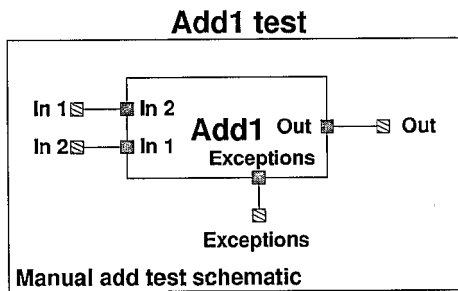 Add1 test
In 1 In 2
Add1 Out Out
In 2 In 1
Exceptions
Exceptions
Manual add test schematic